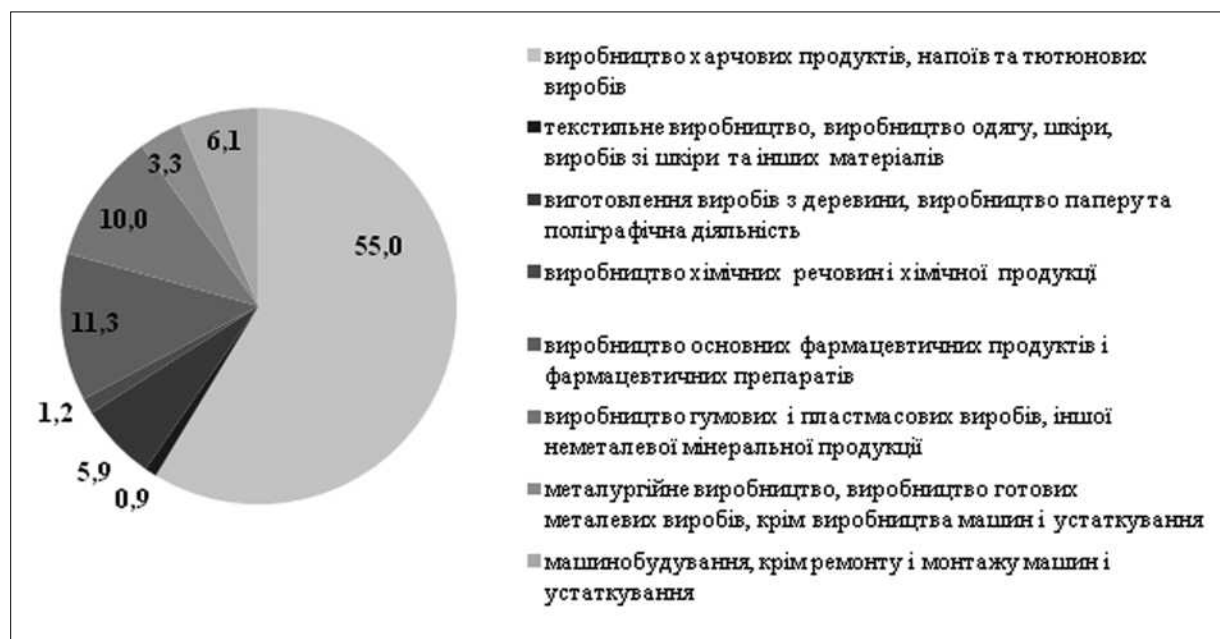 6,1
3,3
10,0
55,0
11,3
1,2
5,9
0,9
виробництво харчових продуктів, напоїв та тютюнових
виробів
текстильне виробництво, виробництво одягу, шкіри,
виробів зі шкіри та інших матеріалів
виготовлення виробів з деревини, виробництво паперу та
поліграфічна діяльність
виробництво хімічних речовин і хімічної продукції
виробництво основних фармацевтичних продуктів і
фармацевтичних препаратів
виробництво гумових і пластмасових виробів, іншої
неметалевої мінеральної продукції
металургійне виробництво, виробництво готових
металевих виробів, крім виробництва машин і устаткування
машинобудування, крім ремонту і монтажу машин і
устаткування